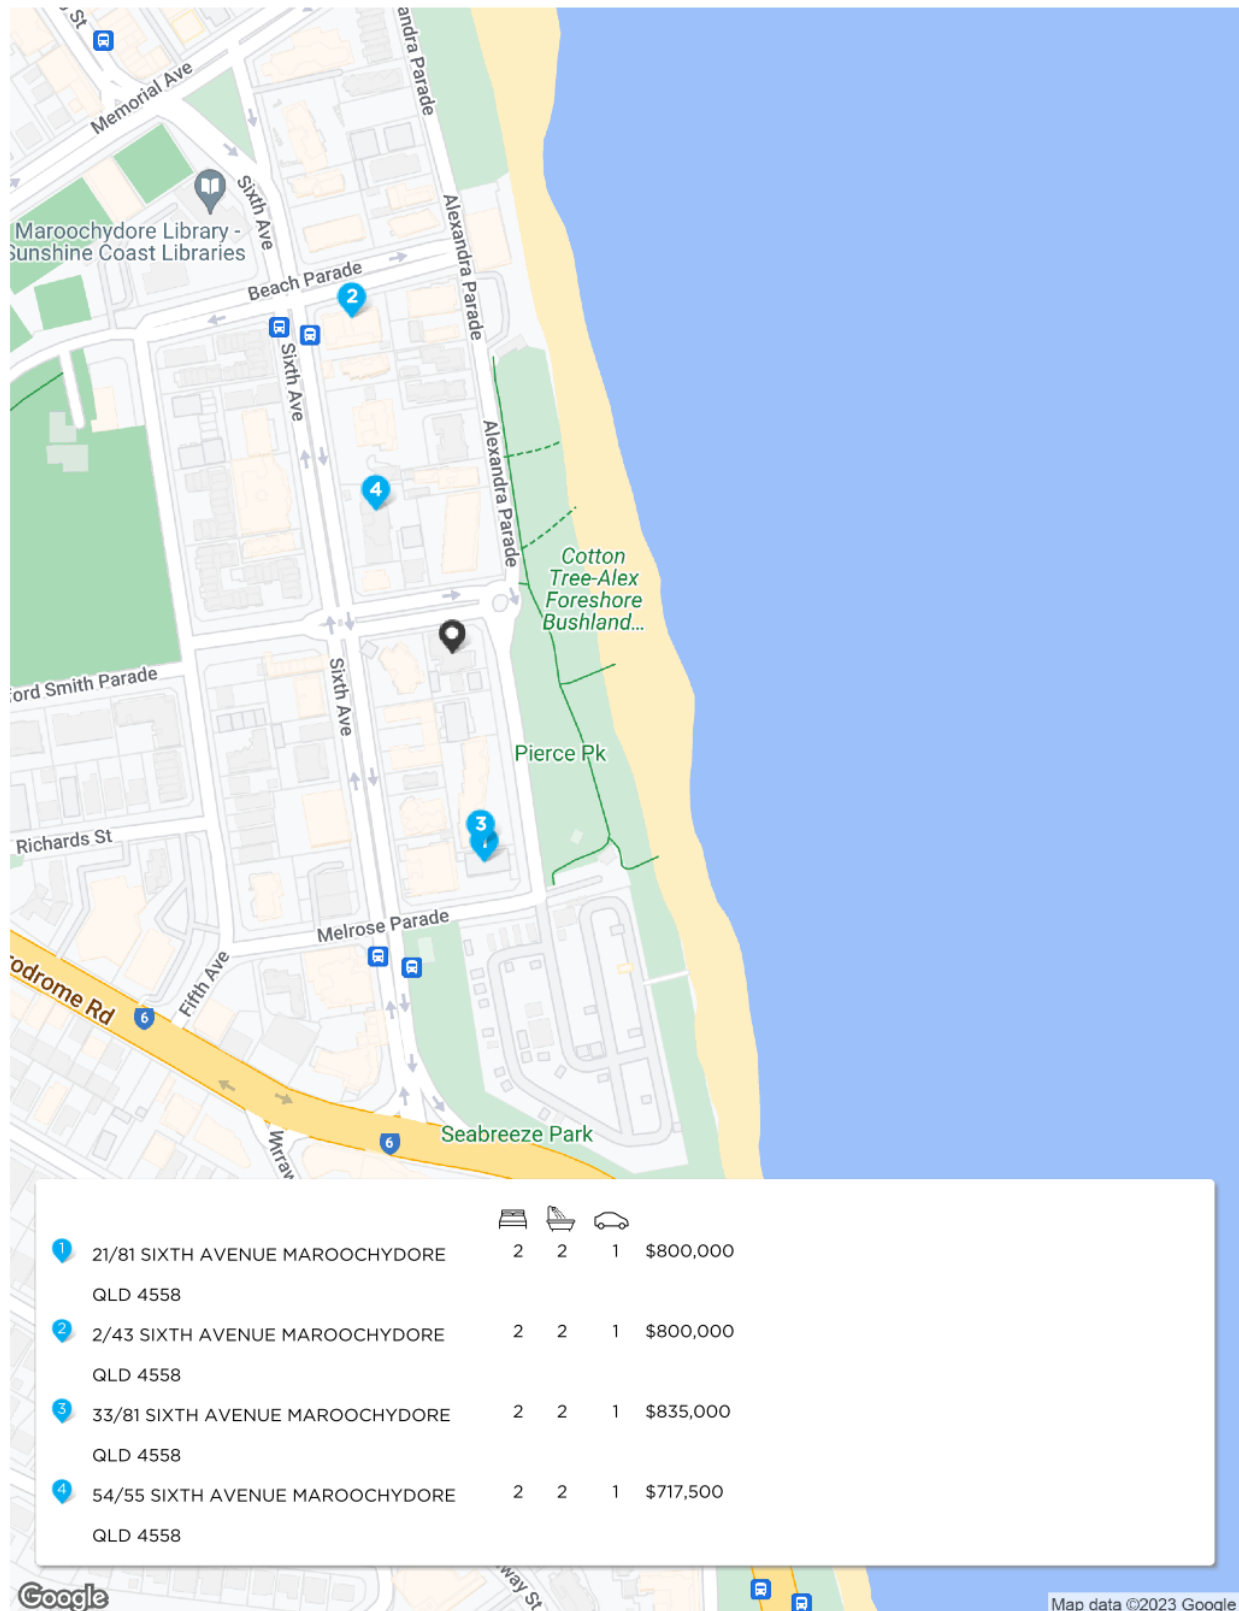 Memorial Ave
andra Parade
Sixth Ave
Maroochydore Library -
Sunshine Coast Libraries
Alexandra Parade
Beach Parade
2
Sixth Ave
Alexandra Parade
4
Cotton
Tree-Alex
Foreshore
Bushland...
ford Smith Parade
Sixth Ave
Pierce Pk
3
Richards St
Melrose Parade
rodrome Rd
Fifth Ave
6
6
Seabreeze Park
Wirraw
1 21/81 SIXTH AVENUE MAROOCHYDORE 2 2 1 $800,000
QLD 4558
2 2/43 SIXTH AVENUE MAROOCHYDORE 2 2 1 $800,000
QLD 4558
3 33/81 SIXTH AVENUE MAROOCHYDORE 2 2 1 $835,000
QLD 4558
4 54/55 SIXTH AVENUE MAROOCHYDORE 2 2 1 $717,500
QLD 4558
way St
Google
Map data ©2023 Google